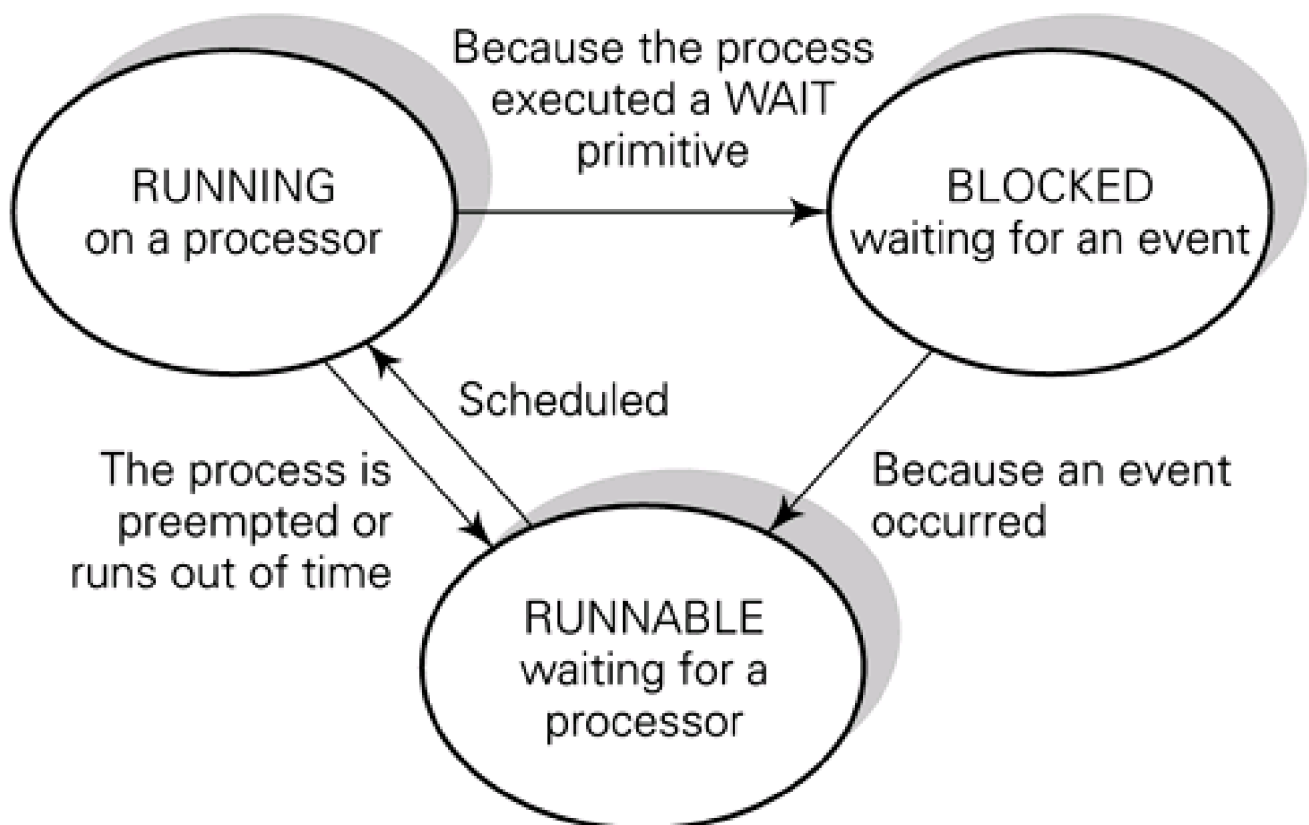 Because the process
executed a WAIT
primitive
RUNNING
on a processor
BLOCKED
waiting for an event
Scheduled
The process is
preempted or
runs out of time
Because an event
occurred
RUNNABLE
waiting for a
processor